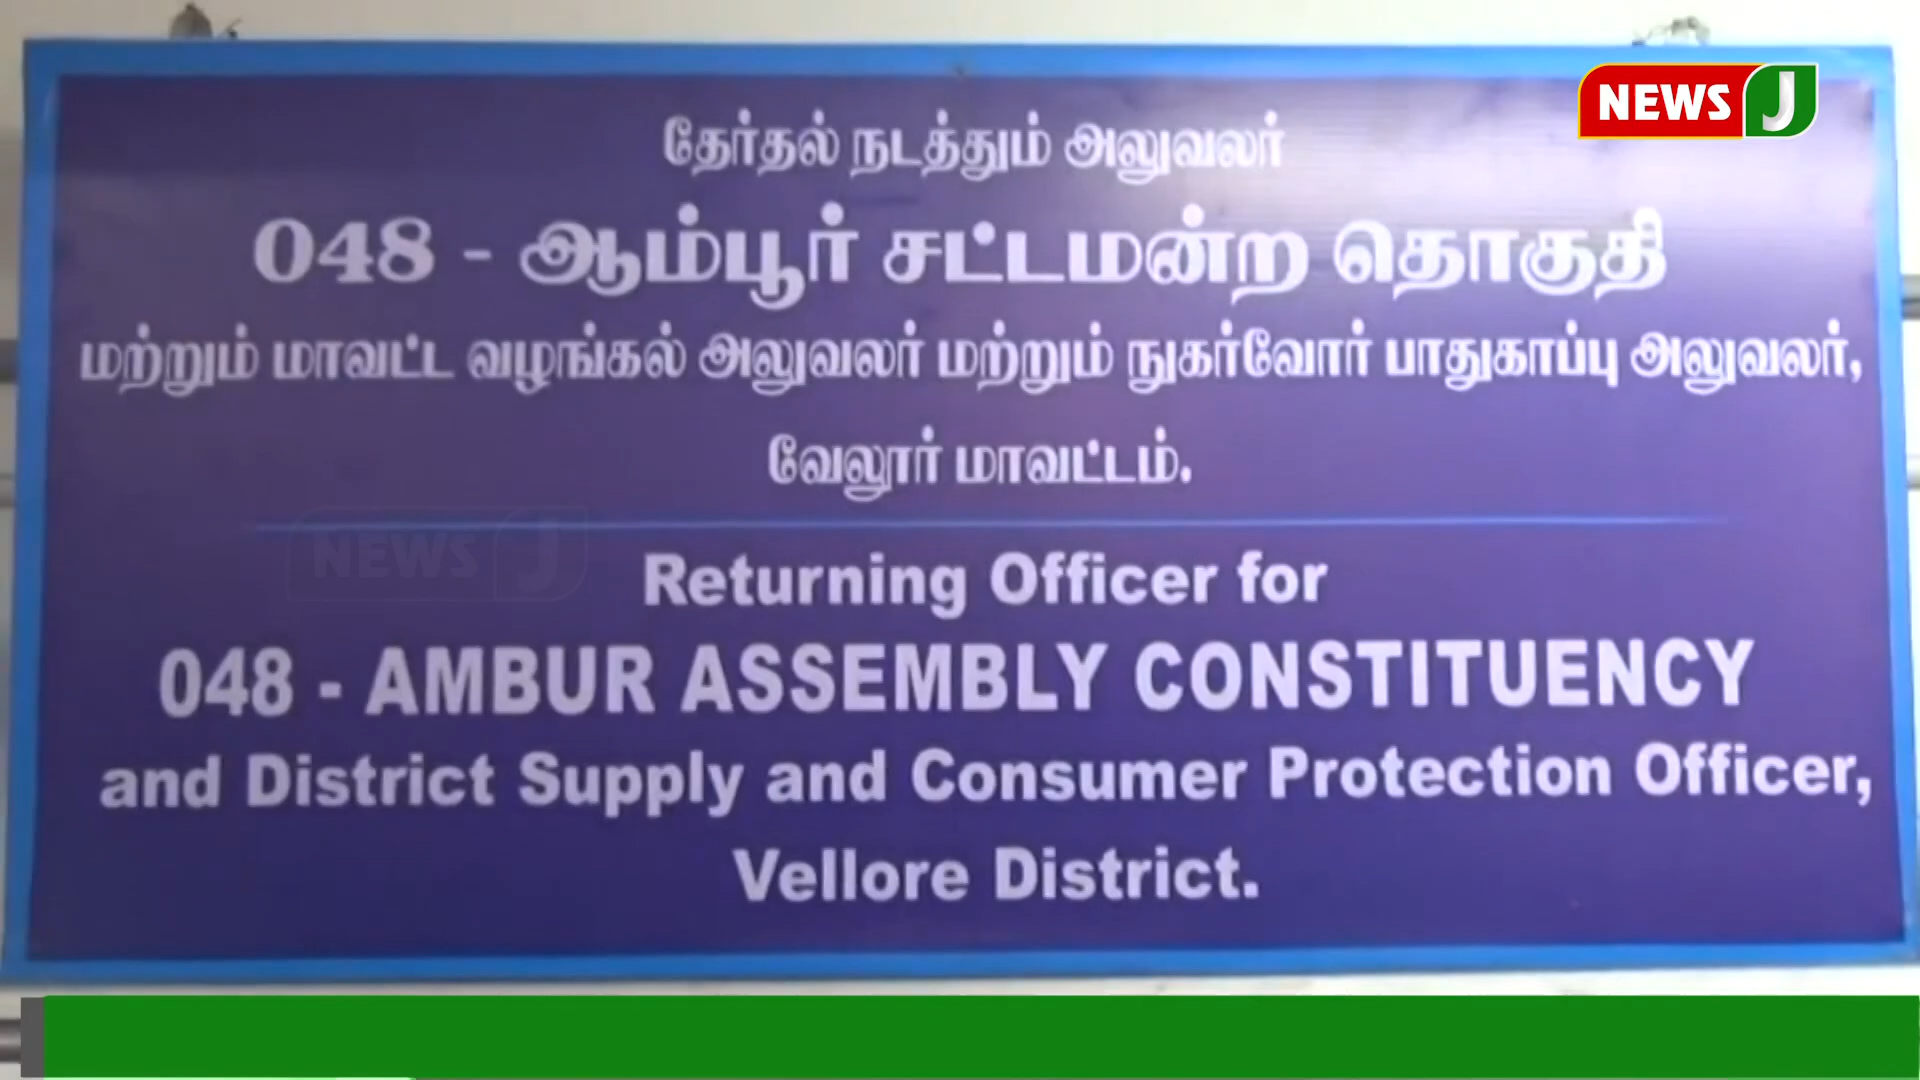 NEWS J
தேர்தல் நடத்தும் அலுவலர்
048 - ஆம்பூர் சட்டமன்ற தொகுதி
மற்றும் மாவட்ட வழங்கல் அலுவலர் மற்றும் நுகர்வோர் பாதுகாப்பு அலுவலர்,
வேலூர் மாவட்டம்.
NEWS J
Returning Officer for
048 - AMBUR ASSEMBLY CONSTITUENCY
and District Supply and Consumer Protection Officer,
Vellore District.